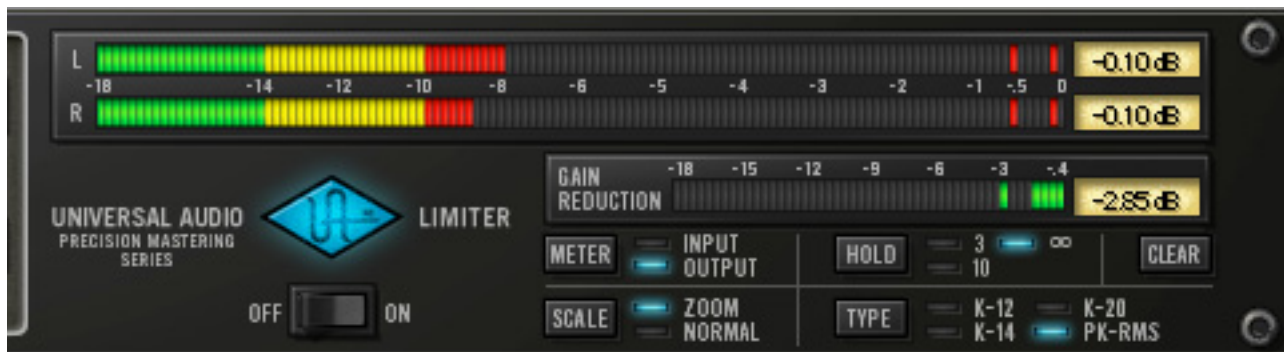 L -0.10 dB
-18 -14 -12 -10 -8 -6 -5 -4 -3 -2 -1 -.5 0
R -0.10 dB
GAIN REDUCTION -18 -15 -12 -9 -6 -3 -.4 -2.85 dB
UNIVERSAL AUDIO
PRECISION MASTERING
SERIES
LIMITER
OFF ON
METER INPUT
OUTPUT
HOLD 3 ∞
10
CLEAR
SCALE ZOOM
NORMAL
TYPE K-12 K-20
K-14 PK-RMS